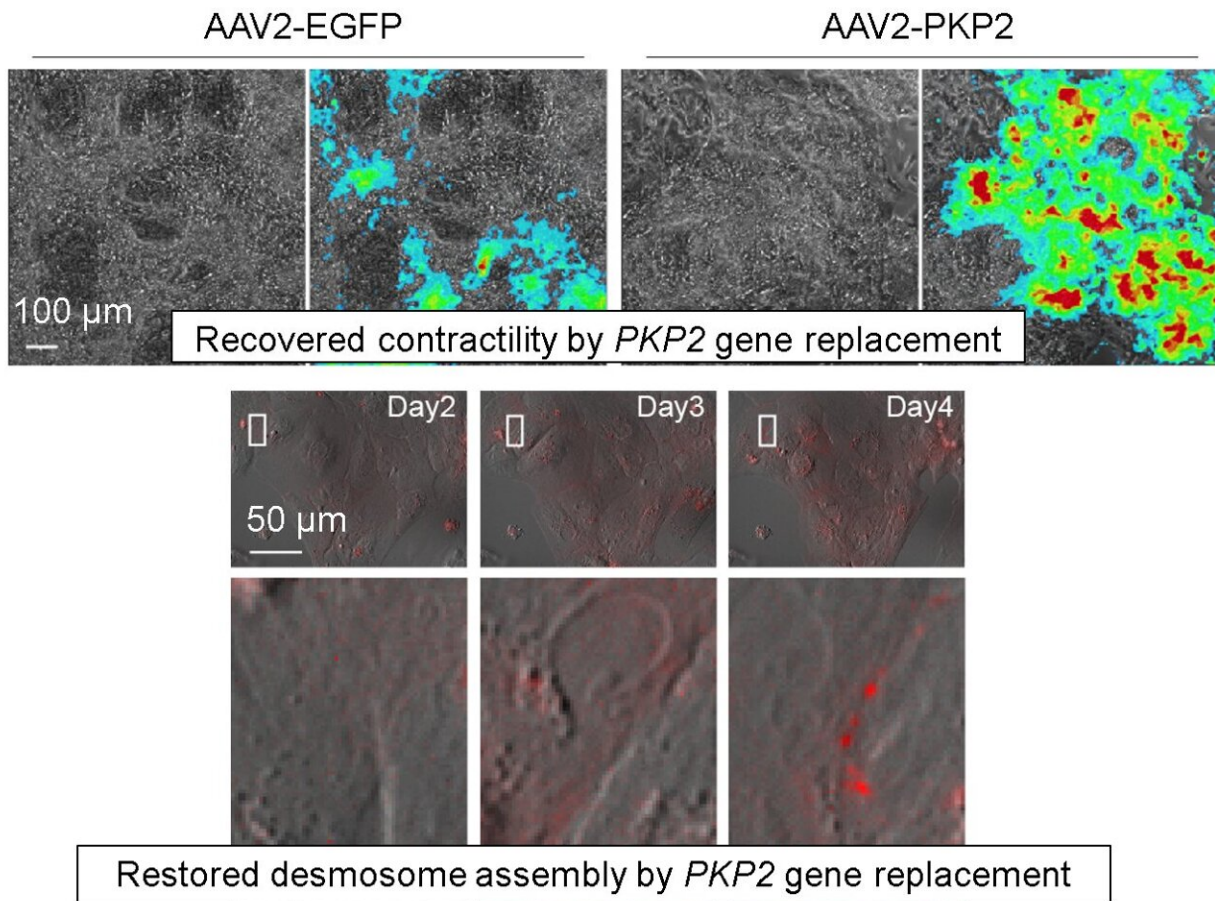 AAV2-EGFP
AAV2-PKP2
100 µm
Recovered contractility by PKP2 gene replacement
Day2
Day3
Day4
50 µm
Restored desmosome assembly by PKP2 gene replacement